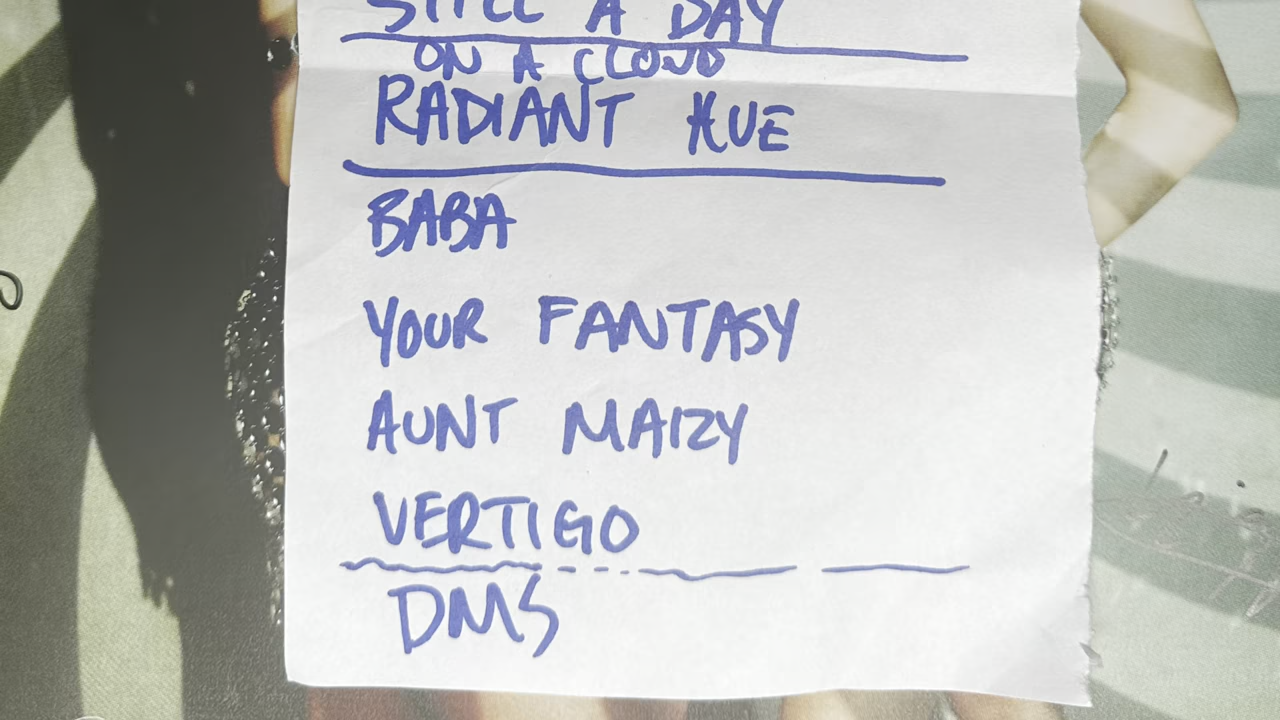 STILL A DAY
ON A CLOUD
RADIANT HUE
BABA
YOUR FANTASY
AUNT MAIZY
VERTIGO
DMS